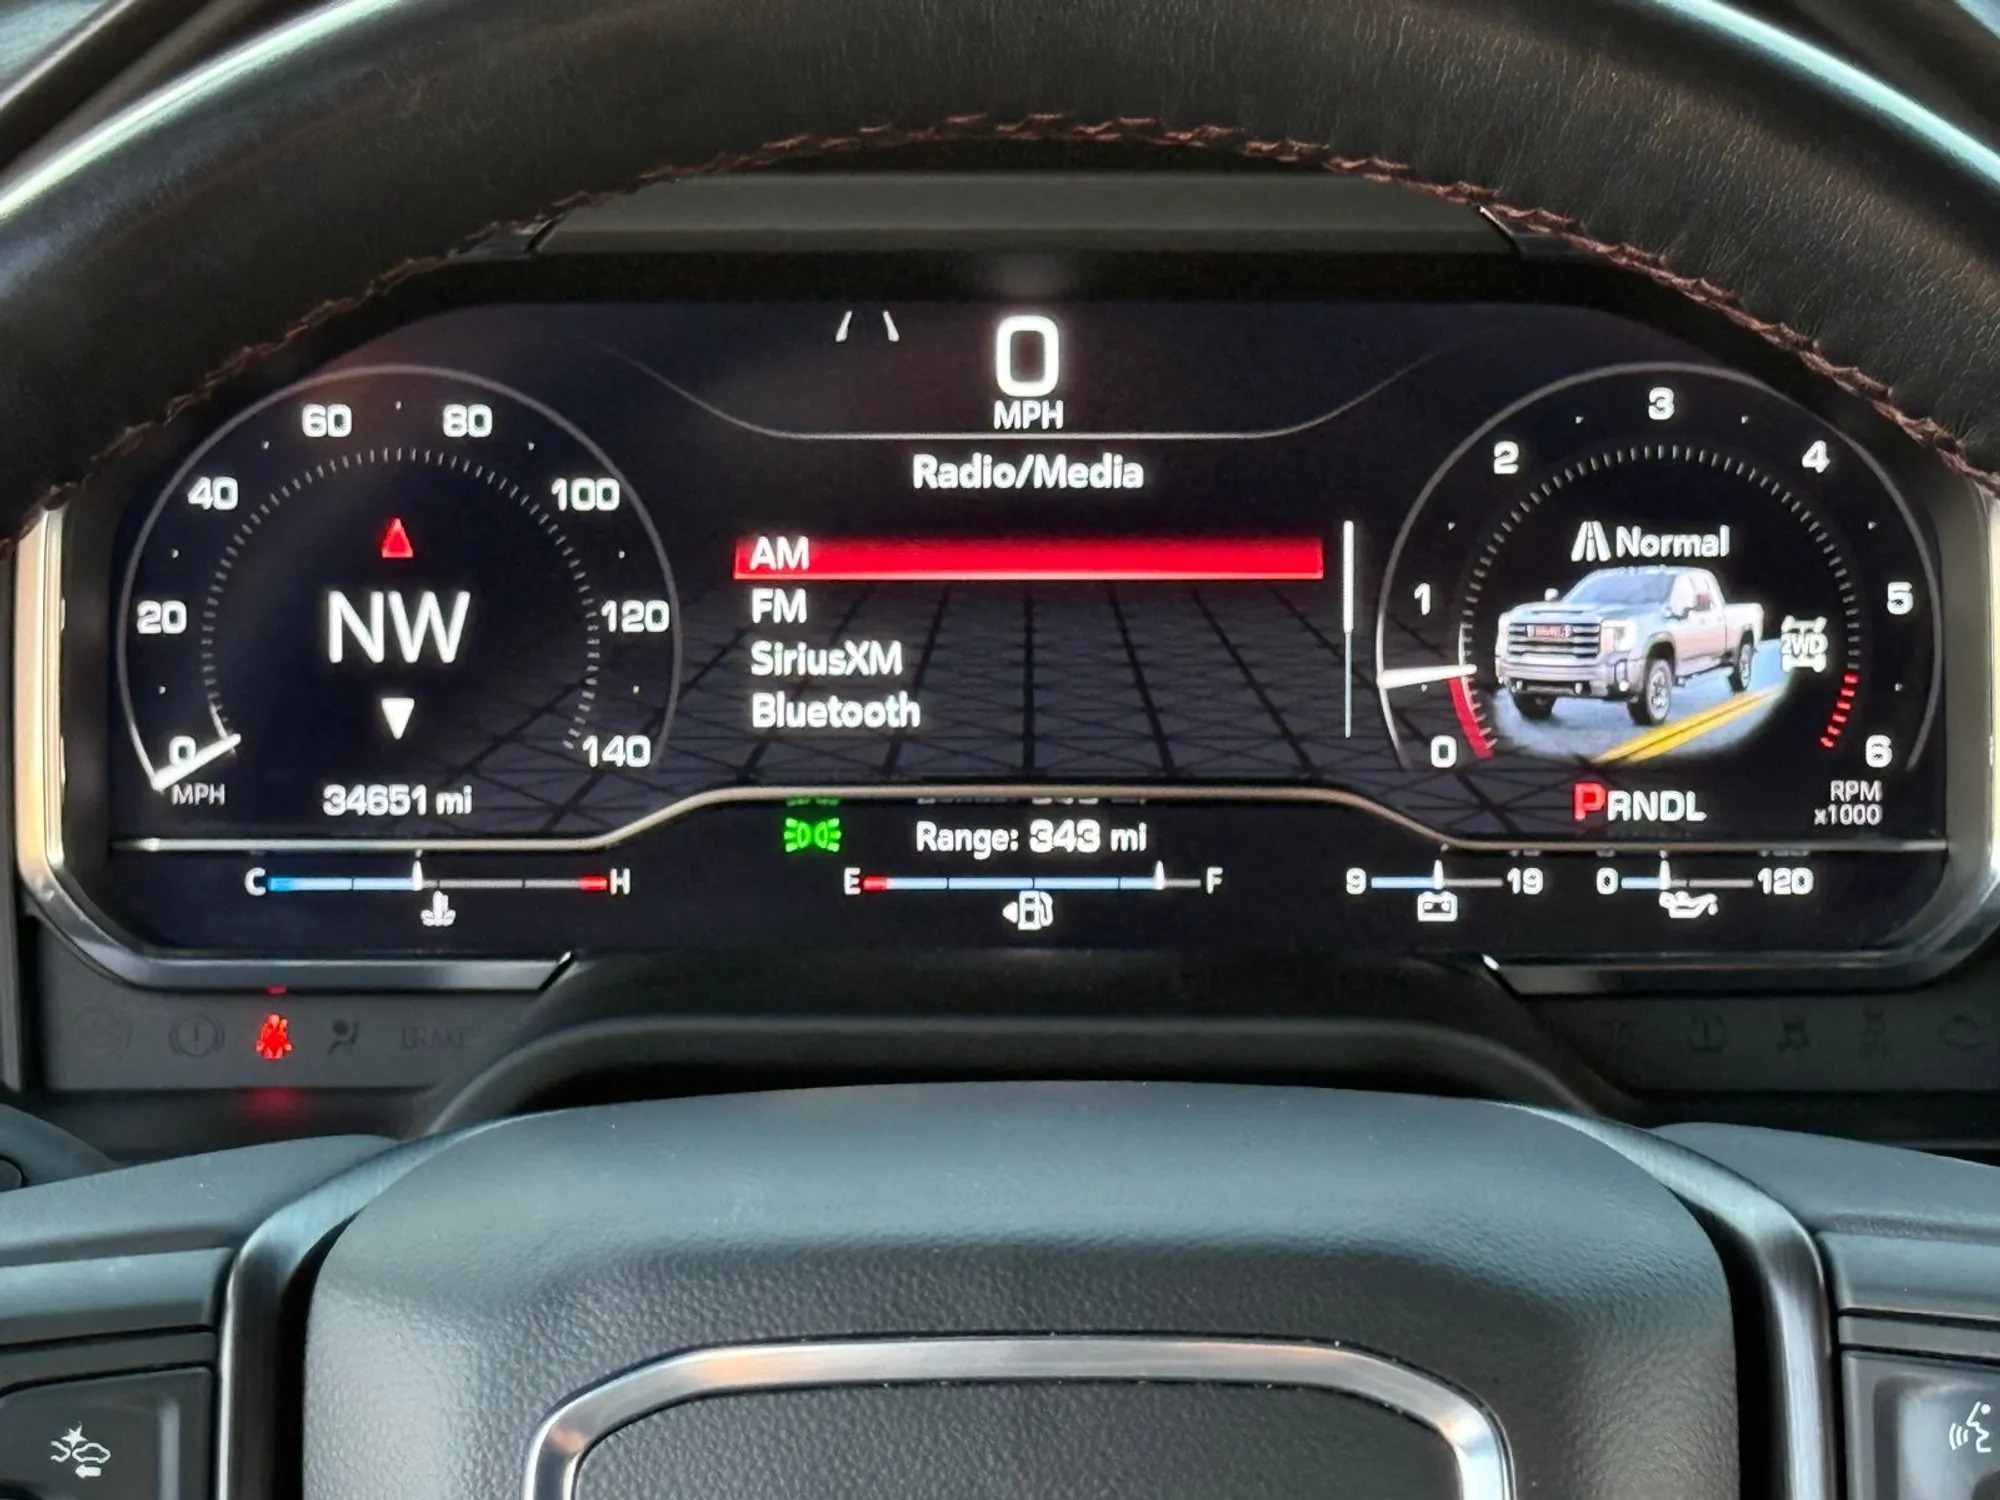 0
MPH
Radio/Media
AM
FM
SiriusXM
Bluetooth
0
20
40
60
80
100
120
140
MPH
NW
34651 mi
0
1
2
3
4
5
6
Normal
2WD
PRNDL
RPM
x1000
Range: 343 mi
C H
E F
9 19
0 120
BRAKE